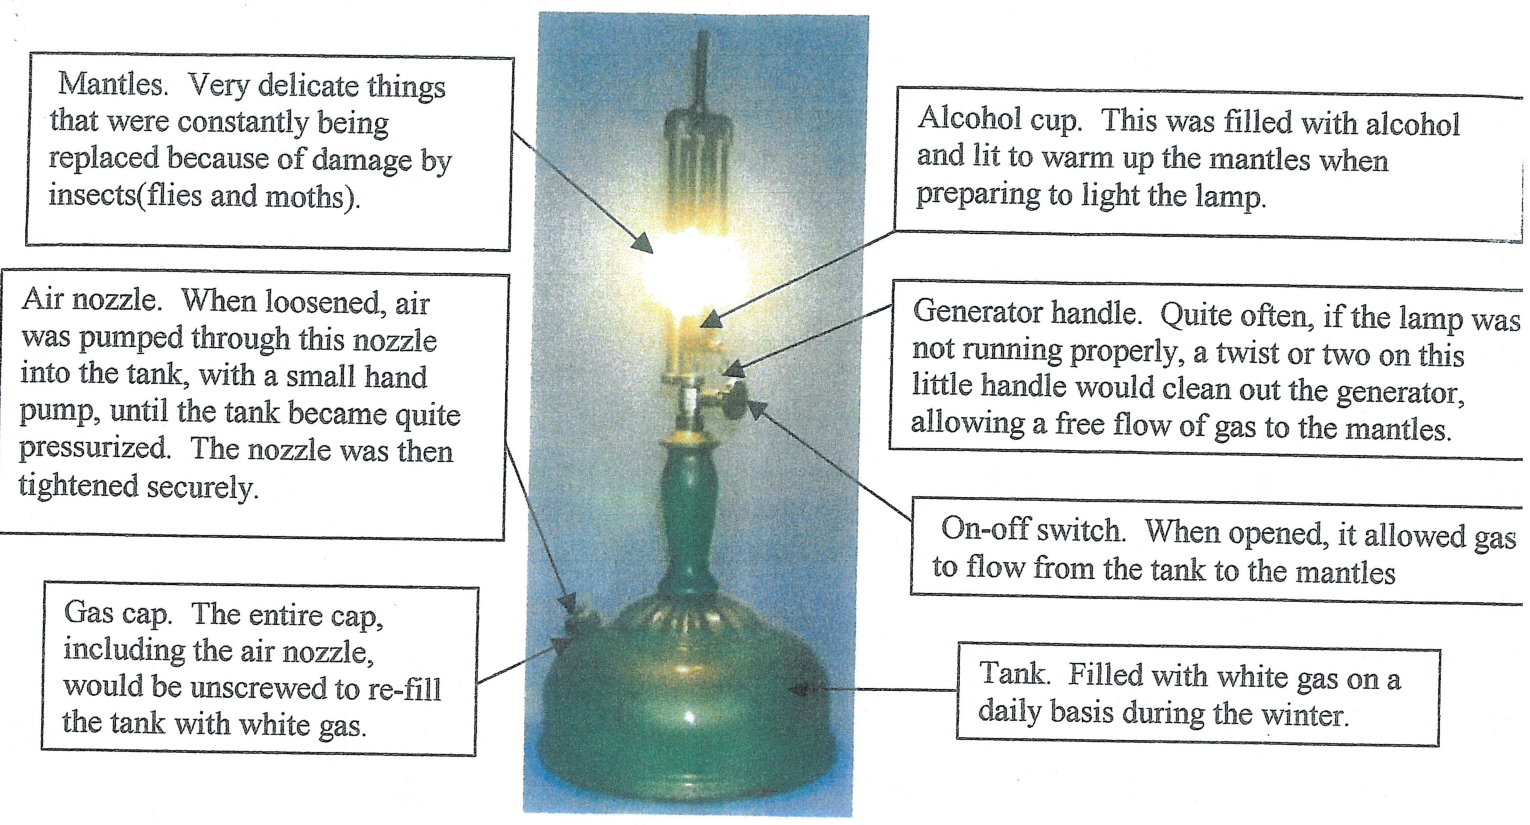 Mantles. Very delicate things
that were constantly being
replaced because of damage by
insects(flies and moths).
Air nozzle. When loosened, air
was pumped through this nozzle
into the tank, with a small hand
pump, until the tank became quite
pressurized. The nozzle was then
tightened securely.
Gas cap. The entire cap,
including the air nozzle,
would be unscrewed to re-fill
the tank with white gas.
Alcohol cup. This was filled with alcohol
and lit to warm up the mantles when
preparing to light the lamp.
Generator handle. Quite often, if the lamp was
not running properly, a twist or two on this
little handle would clean out the generator,
allowing a free flow of gas to the mantles.
On-off switch. When opened, it allowed gas
to flow from the tank to the mantles
Tank. Filled with white gas on a
daily basis during the winter.